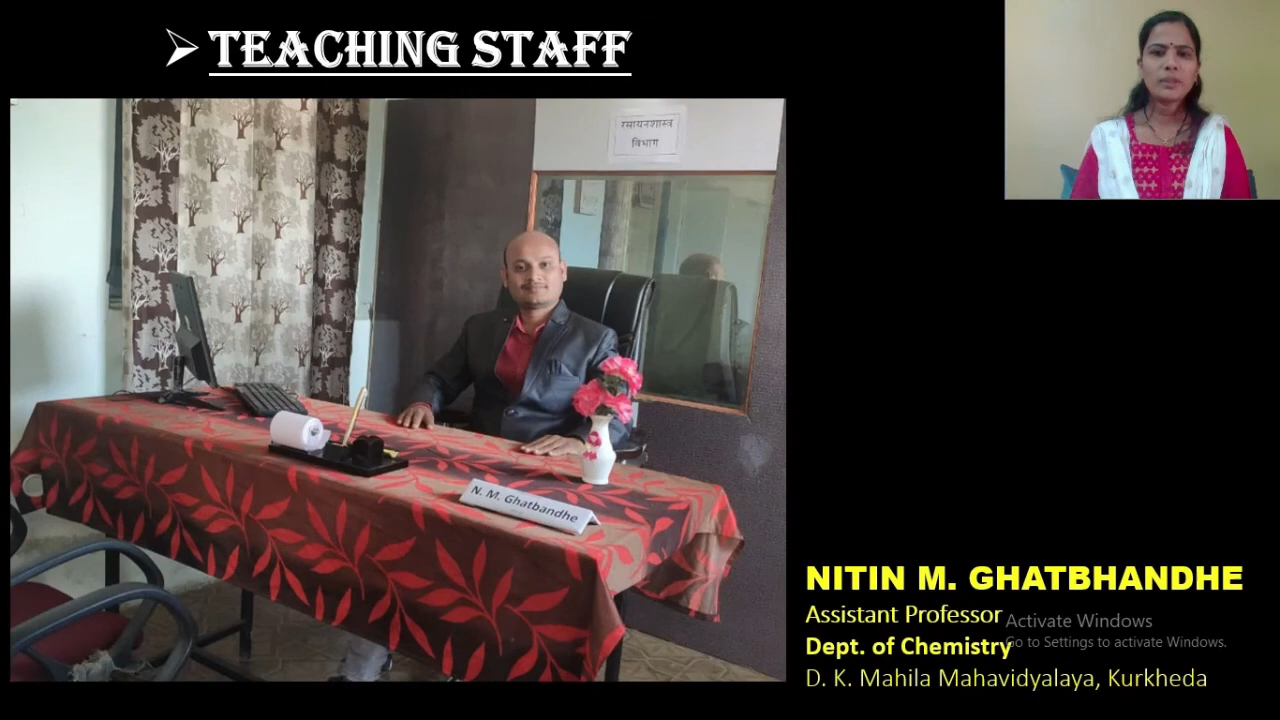 ➢ TEACHING STAFF
रसायनशास्त्र
विभाग
N. M. Ghatbandhe
NITIN M. GHATBHANDHE
Assistant Professor
Dept. of Chemistry
D. K. Mahila Mahavidyalaya, Kurkheda
Activate Windows
Go to Settings to activate Windows.